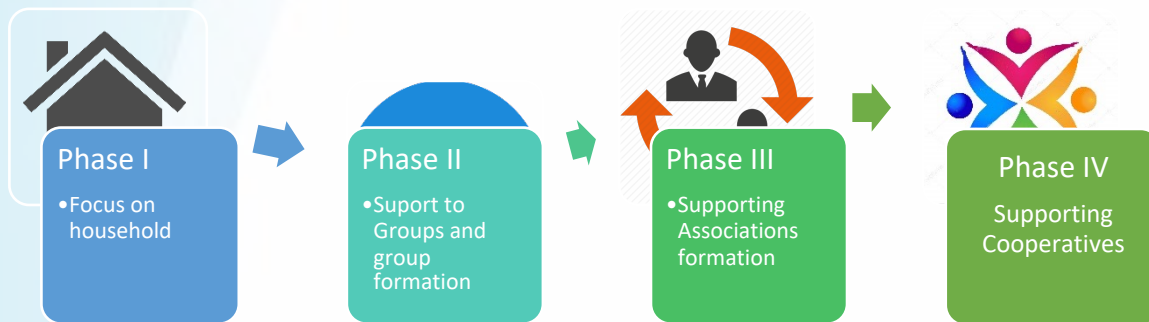 Phase I
•Focus on
household
Phase II
•Suport to
Groups and
group
formation
Phase III
•Supporting
Associations
formation
Phase IV
Supporting
Cooperatives